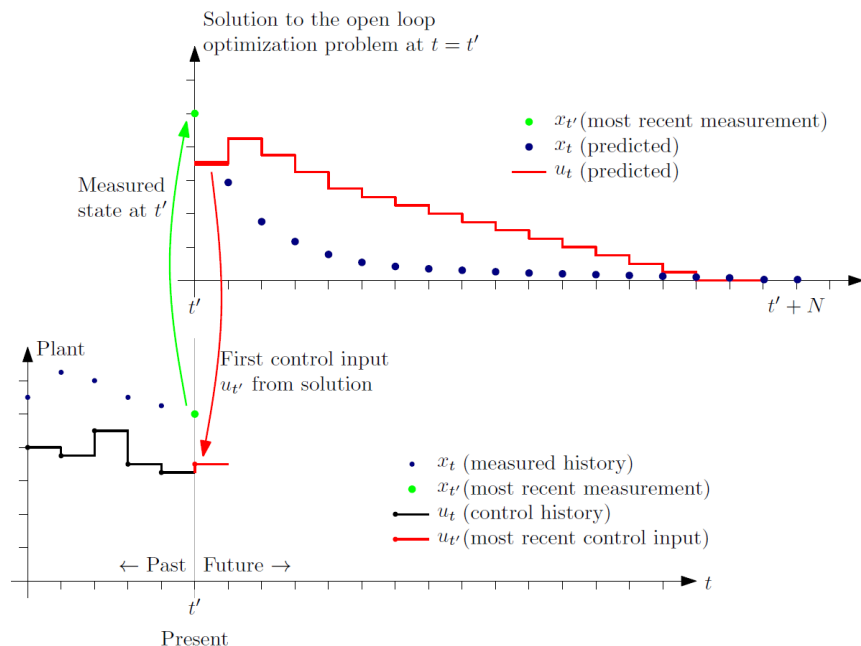 Solution to the open loop
optimization problem at t = t′
x_{t′} (most recent measurement)
x_t (predicted)
u_t (predicted)
Measured
state at t′
t′
t′ + N
Plant
First control input
u_{t′} from solution
x_t (measured history)
x_{t′} (most recent measurement)
u_t (control history)
u_{t′} (most recent control input)
← Past Future →
t
t′
Present